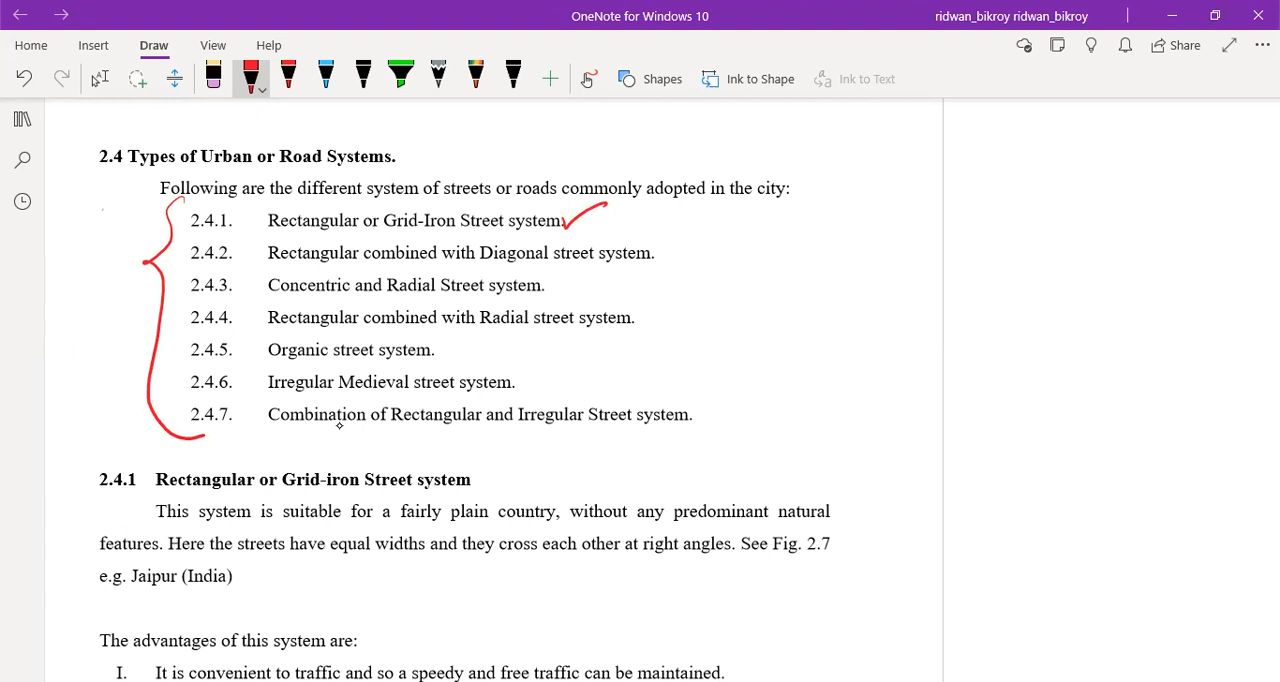 OneNote for Windows 10
ridwan_bikroy ridwan_bikroy
Home Insert Draw View Help
Share
Shapes Ink to Shape Ink to Text
2.4 Types of Urban or Road Systems.
Following are the different system of streets or roads commonly adopted in the city:
2.4.1. Rectangular or Grid-Iron Street system.
2.4.2. Rectangular combined with Diagonal street system.
2.4.3. Concentric and Radial Street system.
2.4.4. Rectangular combined with Radial street system.
2.4.5. Organic street system.
2.4.6. Irregular Medieval street system.
2.4.7. Combination of Rectangular and Irregular Street system.
2.4.1 Rectangular or Grid-iron Street system
This system is suitable for a fairly plain country, without any predominant natural
features. Here the streets have equal widths and they cross each other at right angles. See Fig. 2.7
e.g. Jaipur (India)
The advantages of this system are:
I. It is convenient to traffic and so a speedy and free traffic can be maintained.